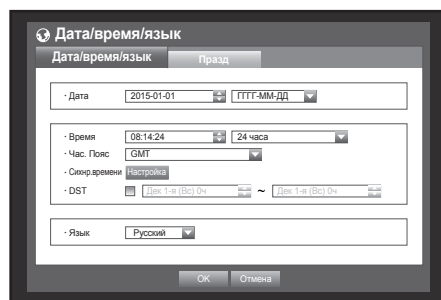 Дата/время/язык
Дата/время/язык Празд
· Дата 2015-01-01 ГГГГ-ММ-ДД
· Время 08:14:24 24 часа
· Час. Пояс GMT
· Сихнр.времени Настройка
· DST Дек 1-я (Вс) 0ч ~ Дек 1-я (Вс) 0ч
· Язык Русский
OK Отмена